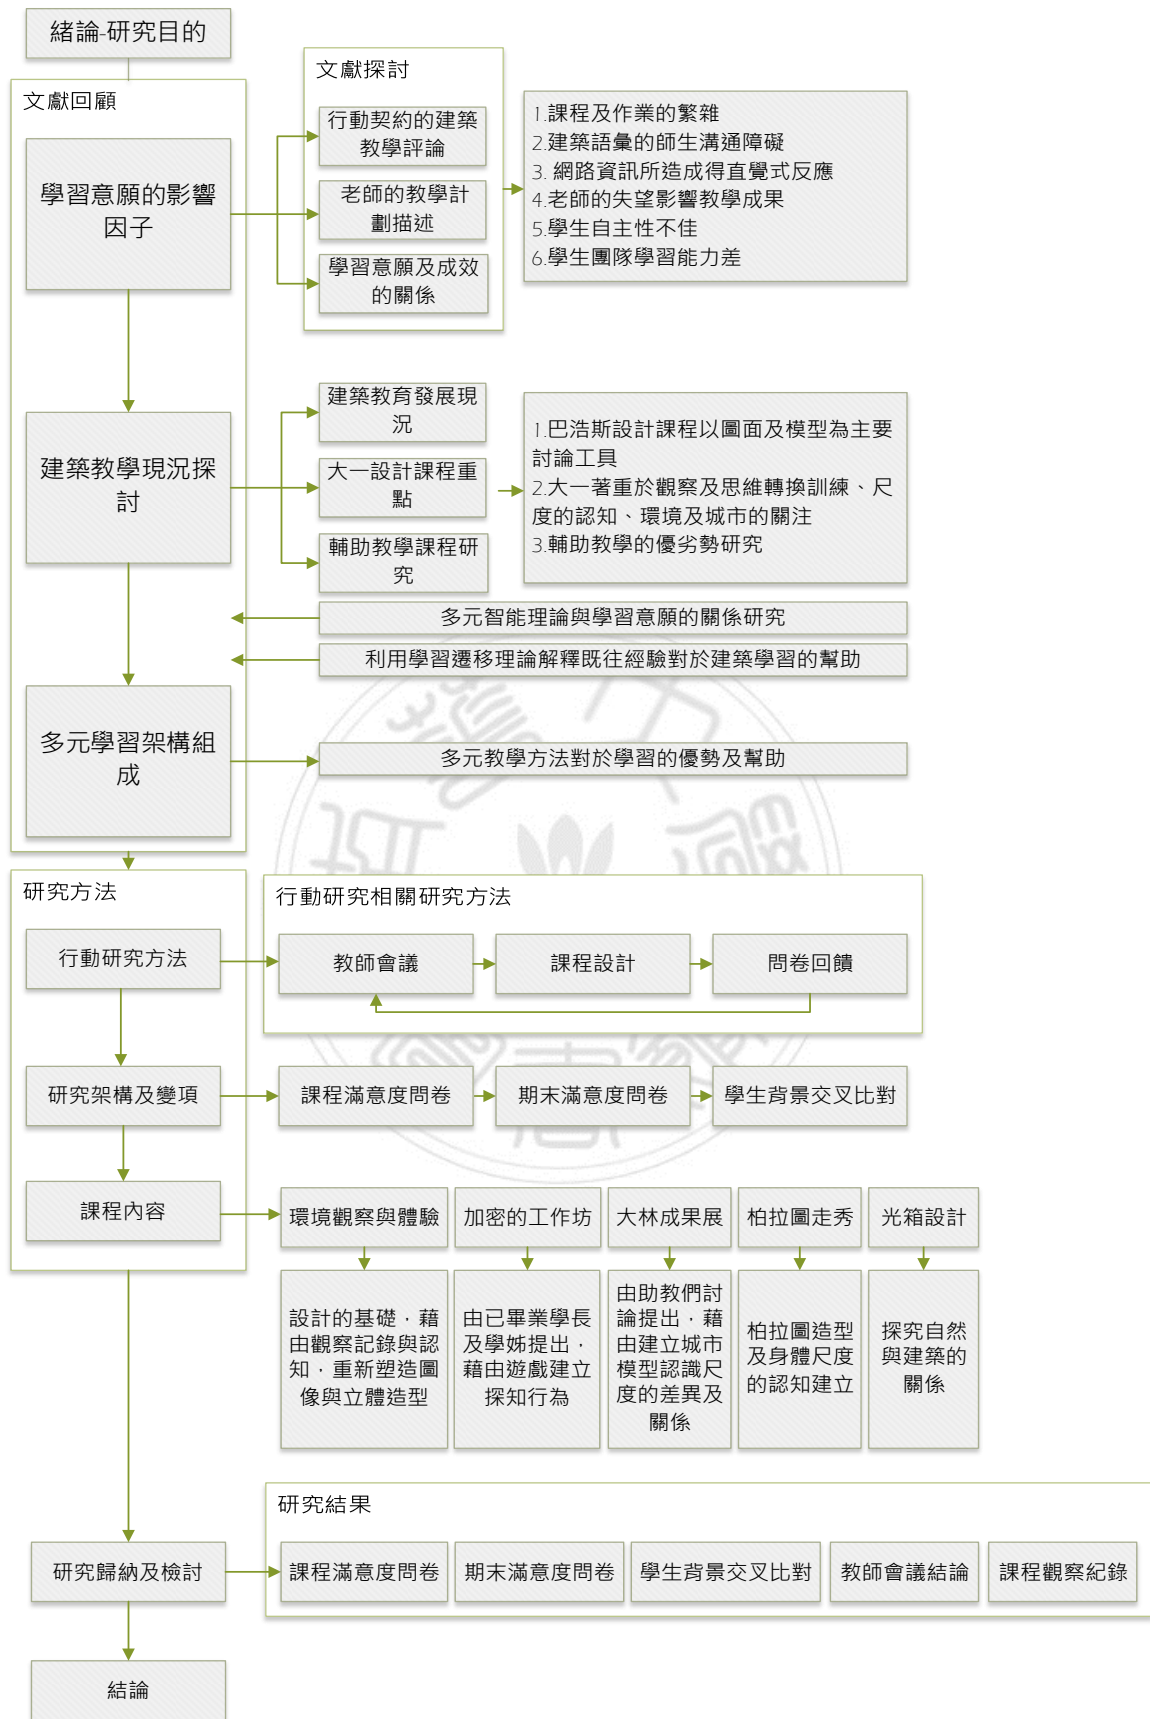 緒論-研究目的
文獻回顧
學習意願的影響
因子
文獻探討
行動契約的建築
教學評論
老師的教學計
劃描述
學習意願及成效
的關係
1.課程及作業的繁雜
2.建築語彙的師生溝通障礙
3. 網路資訊所造成得直覺式反應
4.老師的失望影響教學成果
5.學生自主性不佳
6.學生團隊學習能力差
建築教學現況探
討
建築教育發展現
況
大一設計課程重
點
輔助教學課程研
究
1.巴浩斯設計課程以圖面及模型為主要
討論工具
2.大一著重於觀察及思維轉換訓練、尺
度的認知、環境及城市的關注
3.輔助教學的優劣勢研究
多元智能理論與學習意願的關係研究
利用學習遷移理論解釋既往經驗對於建築學習的幫助
多元學習架構組
成
多元教學方法對於學習的優勢及幫助
研究方法
行動研究方法
行動研究相關研究方法
教師會議
課程設計
問卷回饋
研究架構及變項
課程滿意度問卷
期末滿意度問卷
學生背景交叉比對
課程內容
環境觀察與體驗
加密的工作坊
大林成果展
柏拉圖走秀
光箱設計
設計的基礎，藉
由觀察記錄與認
知，重新塑造圖
像與立體造型
由已畢業學長
及學姊提出，
藉由遊戲建立
探知行為
由助教們討
論提出，藉
由建立城市
模型認識尺
度的差異及
關係
柏拉圖造型
及身體尺度
的認知建立
探究自然
與建築的
關係
研究歸納及檢討
研究結果
課程滿意度問卷
期末滿意度問卷
學生背景交叉比對
教師會議結論
課程觀察紀錄
結論